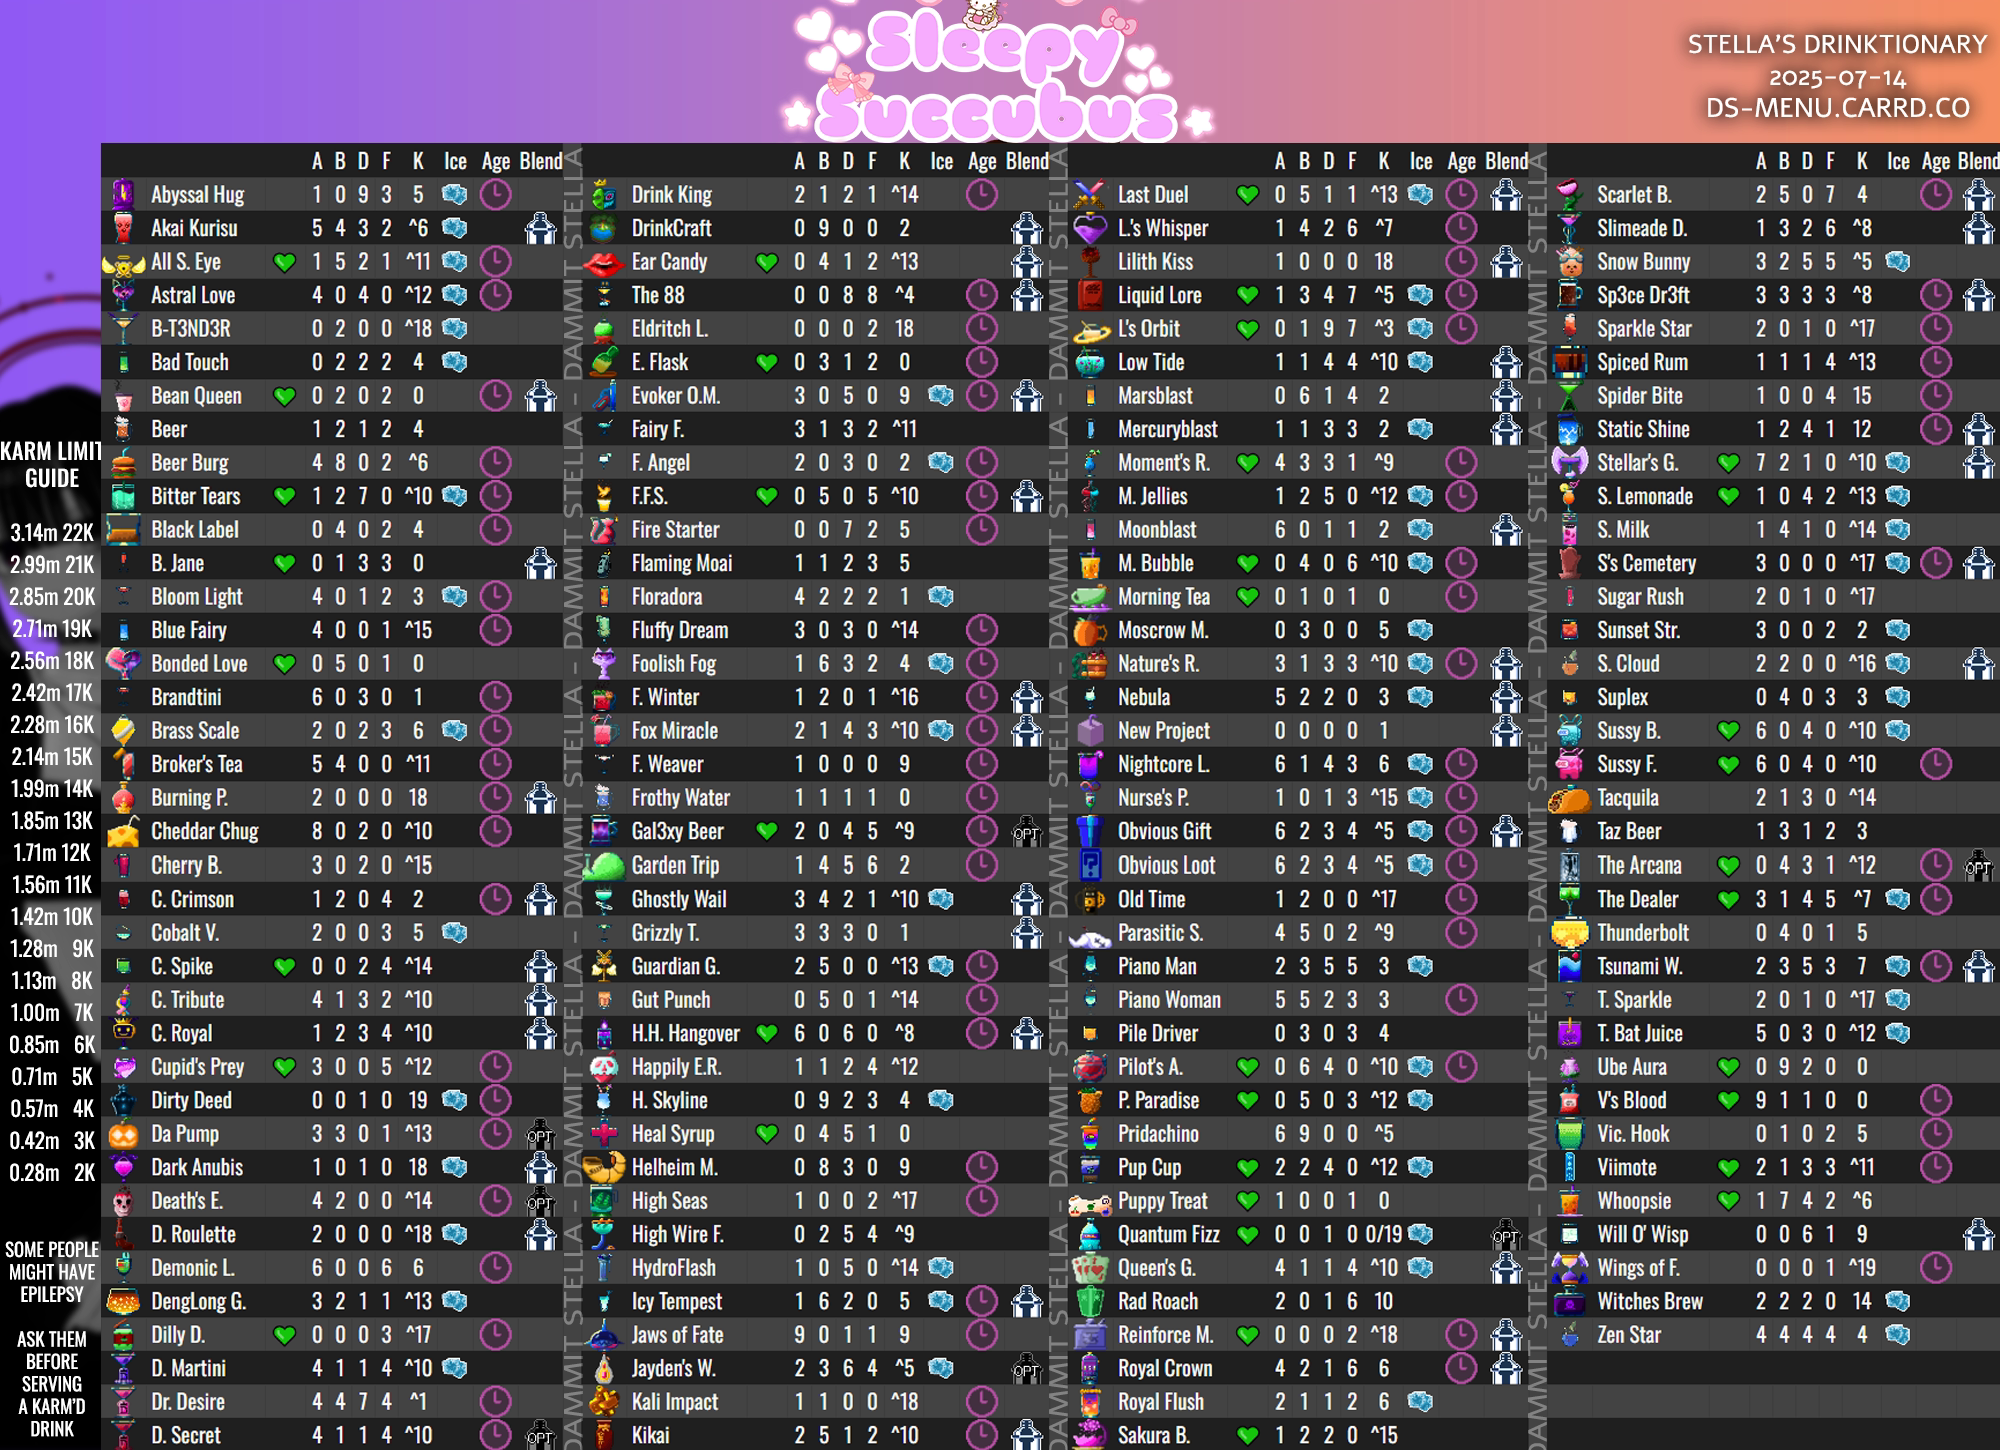 Sleepy
Succubus
STELLA'S DRINKTIONARY
2025-07-14
DS-MENU.CARRD.CO
KARM LIMIT
GUIDE
3.14m 22K
2.99m 21K
2.85m 20K
2.71m 19K
2.56m 18K
2.42m 17K
2.28m 16K
2.14m 15K
1.99m 14K
1.85m 13K
1.71m 12K
1.56m 11K
1.42m 10K
1.28m 9K
1.13m 8K
1.00m 7K
0.85m 6K
0.71m 5K
0.57m 4K
0.42m 3K
0.28m 2K
SOME PEOPLE
MIGHT HAVE
EPILEPSY
ASK THEM
BEFORE
SERVING
A KARM'D
DRINK
A B D F K Ice Age Blend
Abyssal Hug 1 0 9 3 5
Akai Kurisu 5 4 3 2 ^6
All S. Eye 1 5 2 1 ^11
Astral Love 4 0 4 0 ^12
B-T3ND3R 0 2 0 0 ^18
Bad Touch 0 2 2 2 4
Bean Queen 0 2 0 2 0
Beer 1 2 1 2 4
Beer Burg 4 8 0 2 ^6
Bitter Tears 1 2 7 0 ^10
Black Label 0 4 0 2 4
B. Jane 0 1 3 3 0
Bloom Light 4 0 1 2 3
Blue Fairy 4 0 0 1 ^15
Bonded Love 0 5 0 1 0
Brandtini 6 0 3 0 1
Brass Scale 2 0 2 3 6
Broker's Tea 5 4 0 0 ^11
Burning P. 2 0 0 0 18
Cheddar Chug 8 0 2 0 ^10
Cherry B. 3 0 2 0 ^15
C. Crimson 1 2 0 4 2
Cobalt V. 2 0 0 3 5
C. Spike 0 0 2 4 ^14
C. Tribute 4 1 3 2 ^10
C. Royal 1 2 3 4 ^10
Cupid's Prey 3 0 0 5 ^12
Dirty Deed 0 0 1 0 19
Da Pump 3 3 0 1 ^13 OPT
Dark Anubis 1 0 1 0 18
Death's E. 4 2 0 0 ^14 OPT
D. Roulette 2 0 0 0 ^18
Demonic L. 6 0 0 6 6
DengLong G. 3 2 1 1 ^13
Dilly D. 0 0 0 3 ^17
D. Martini 4 1 1 4 ^10
Dr. Desire 4 4 7 4 ^1
D. Secret 4 1 1 4 ^10 OPT
DAMMIT STELLA - DAMMIT STELLA - DAMMIT STELLA - DAMMIT STELLA - DAMMIT STELLA
A B D F K Ice Age Blend
Drink King 2 1 2 1 ^14
DrinkCraft 0 9 0 0 2
Ear Candy 0 4 1 2 ^13
The 88 0 0 8 8 ^4
Eldritch L. 0 0 0 2 18
E. Flask 0 3 1 2 0
Evoker O.M. 3 0 5 0 9
Fairy F. 3 1 3 2 ^11
F. Angel 2 0 3 0 2
F.F.S. 0 5 0 5 ^10
Fire Starter 0 0 7 2 5
Flaming Moai 1 1 2 3 5
Floradora 4 2 2 2 1
Fluffy Dream 3 0 3 0 ^14
Foolish Fog 1 6 3 2 4
F. Winter 1 2 0 1 ^16
Fox Miracle 2 1 4 3 ^10
F. Weaver 1 0 0 0 9
Frothy Water 1 1 1 1 0
Gal3xy Beer 2 0 4 5 ^9 OPT
Garden Trip 1 4 5 6 2
Ghostly Wail 3 4 2 1 ^10
Grizzly T. 3 3 3 0 1
Guardian G. 2 5 0 0 ^13
Gut Punch 0 5 0 1 ^14
H.H. Hangover 6 0 6 0 ^8
Happily E.R. 1 1 2 4 ^12
H. Skyline 0 9 2 3 4
Heal Syrup 0 4 5 1 0
Helheim M. 0 8 3 0 9
High Seas 1 0 0 2 ^17
High Wire F. 0 2 5 4 ^9
HydroFlash 1 0 5 0 ^14
Icy Tempest 1 6 2 0 5
Jaws of Fate 9 0 1 1 9
Jayden's W. 2 3 6 4 ^5 OPT
Kali Impact 1 1 0 0 ^18
Kikai 2 5 1 2 ^10
DAMMIT STELLA - DAMMIT STELLA - DAMMIT STELLA - DAMMIT STELLA - DAMMIT STELLA
A B D F K Ice Age Blend
Last Duel 0 5 1 1 ^13
L.'s Whisper 1 4 2 6 ^7
Lilith Kiss 1 0 0 0 18
Liquid Lore 1 3 4 7 ^5
L's Orbit 0 1 9 7 ^3
Low Tide 1 1 4 4 ^10
Marsblast 0 6 1 4 2
Mercuryblast 1 1 3 3 2
Moment's R. 4 3 3 1 ^9
M. Jellies 1 2 5 0 ^12
Moonblast 6 0 1 1 2
M. Bubble 0 4 0 6 ^10
Morning Tea 0 1 0 1 0
Moscrow M. 0 3 0 0 5
Nature's R. 3 1 3 3 ^10
Nebula 5 2 2 0 3
New Project 0 0 0 0 1
Nightcore L. 6 1 4 3 6
Nurse's P. 1 0 1 3 ^15
Obvious Gift 6 2 3 4 ^5
Obvious Loot 6 2 3 4 ^5
Old Time 1 2 0 0 ^17
Parasitic S. 4 5 0 2 ^9
Piano Man 2 3 5 5 3
Piano Woman 5 5 2 3 3
Pile Driver 0 3 0 3 4
Pilot's A. 0 6 4 0 ^10
P. Paradise 0 5 0 3 ^12
Pridachino 6 9 0 0 ^5
Pup Cup 2 2 4 0 ^12
Puppy Treat 1 0 0 1 0
Quantum Fizz 0 0 1 0 0/19 OPT
Queen's G. 4 1 1 4 ^10
Rad Roach 2 0 1 6 10
Reinforce M. 0 0 0 2 ^18
Royal Crown 4 2 1 6 6
Royal Flush 2 1 1 2 6
Sakura B. 1 2 2 0 ^15
DAMMIT STELLA - DAMMIT STELLA - DAMMIT STELLA - DAMMIT STELLA - DAMMIT STELLA
A B D F K Ice Age Blend
Scarlet B. 2 5 0 7 4
Slimeade D. 1 3 2 6 ^8
Snow Bunny 3 2 5 5 ^5
Sp3ce Dr3ft 3 3 3 3 ^8
Sparkle Star 2 0 1 0 ^17
Spiced Rum 1 1 1 4 ^13
Spider Bite 1 0 0 4 15
Static Shine 1 2 4 1 12
Stellar's G. 7 2 1 0 ^10
S. Lemonade 1 0 4 2 ^13
S. Milk 1 4 1 0 ^14
S's Cemetery 3 0 0 0 ^17
Sugar Rush 2 0 1 0 ^17
Sunset Str. 3 0 0 2 2
S. Cloud 2 2 0 0 ^16
Suplex 0 4 0 3 3
Sussy B. 6 0 4 0 ^10
Sussy F. 6 0 4 0 ^10
Tacquila 2 1 3 0 ^14
Taz Beer 1 3 1 2 3
The Arcana 0 4 3 1 ^12 OPT
The Dealer 3 1 4 5 ^7
Thunderbolt 0 4 0 1 5
Tsunami W. 2 3 5 3 7
T. Sparkle 2 0 1 0 ^17
T. Bat Juice 5 0 3 0 ^12
Ube Aura 0 9 2 0 0
V's Blood 9 1 1 0 0
Vic. Hook 0 1 0 2 5
Viimote 2 1 3 3 ^11
Whoopsie 1 7 4 2 ^6
Will O' Wisp 0 0 6 1 9
Wings of F. 0 0 0 1 ^19
Witches Brew 2 2 2 0 14
Zen Star 4 4 4 4 4